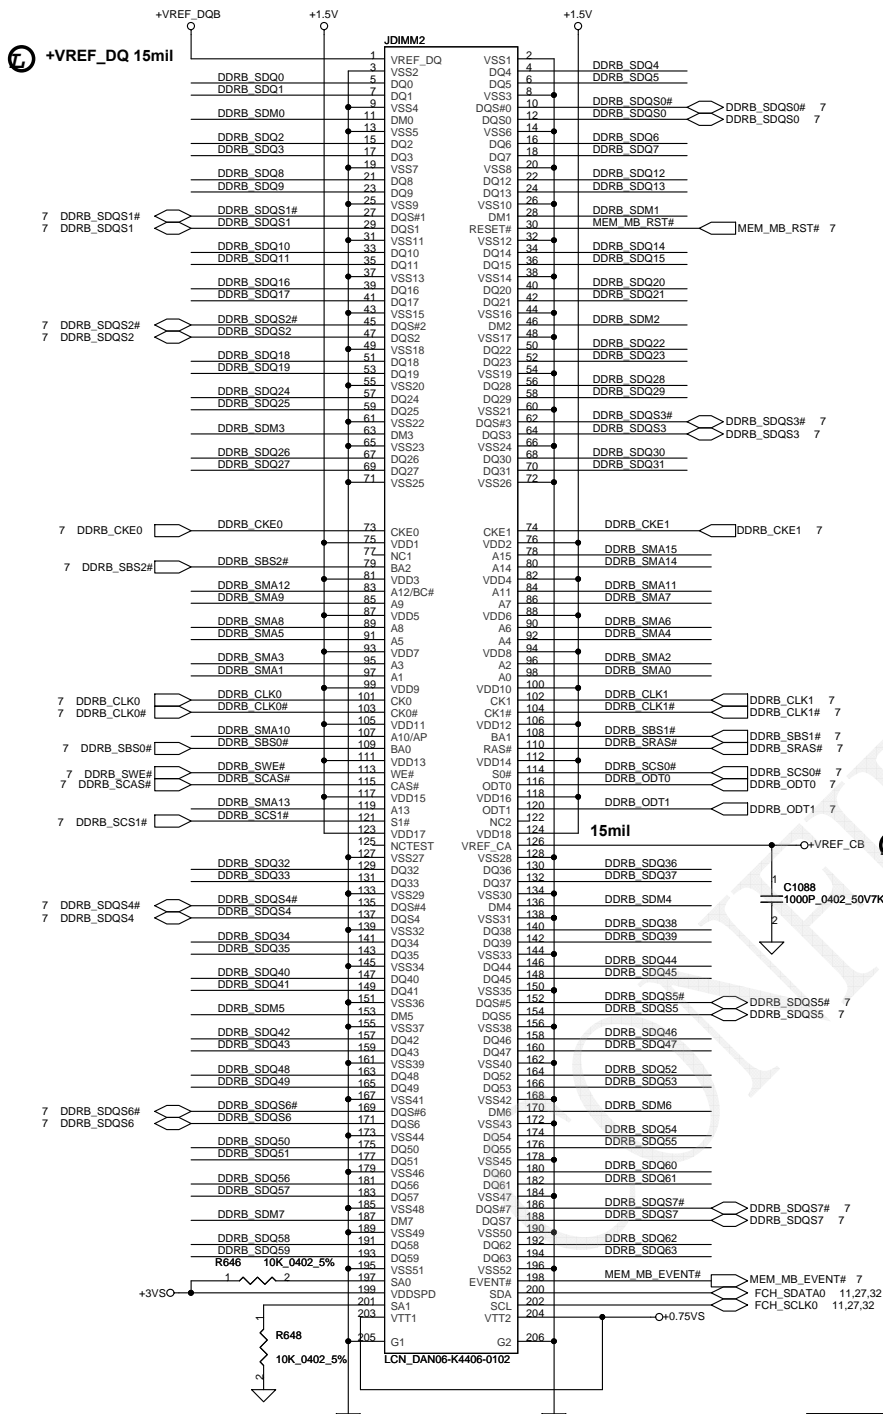 +VREF_DQB +1.5V +1.5V
L +VREF_DQ 15mil
JDIMM2
1 VREF_DQ VSS1 2
3 VSS2 DQ4 4 DDRB_SDQ4
DDRB_SDQ0 5 DQ0 DQ5 6 DDRB_SDQ5
DDRB_SDQ1 7 DQ1 VSS3 8
9 VSS4 DQS#0 10 DDRB_SDQS0# DDRB_SDQS0# 7
DDRB_SDM0 11 DM0 DQS0 12 DDRB_SDQS0 DDRB_SDQS0 7
13 VSS5 VSS6 14
DDRB_SDQ2 15 DQ2 DQ6 16 DDRB_SDQ6
DDRB_SDQ3 17 DQ3 DQ7 18 DDRB_SDQ7
19 VSS7 VSS8 20
DDRB_SDQ8 21 DQ8 DQ12 22 DDRB_SDQ12
DDRB_SDQ9 23 DQ9 DQ13 24 DDRB_SDQ13
25 VSS9 VSS10 26
7 DDRB_SDQS1# DDRB_SDQS1# 27 DQS#1 DM1 28 DDRB_SDM1
7 DDRB_SDQS1 DDRB_SDQS1 29 DQS1 RESET# 30 MEM_MB_RST# MEM_MB_RST# 7
31 VSS11 VSS12 32
DDRB_SDQ10 33 DQ10 DQ14 34 DDRB_SDQ14
DDRB_SDQ11 35 DQ11 DQ15 36 DDRB_SDQ15
37 VSS13 VSS14 38
DDRB_SDQ16 39 DQ16 DQ20 40 DDRB_SDQ20
DDRB_SDQ17 41 DQ17 DQ21 42 DDRB_SDQ21
43 VSS15 VSS16 44
7 DDRB_SDQS2# DDRB_SDQS2# 45 DQS#2 DM2 46 DDRB_SDM2
7 DDRB_SDQS2 DDRB_SDQS2 47 DQS2 VSS17 48
49 VSS18 DQ22 50 DDRB_SDQ22
DDRB_SDQ18 51 DQ18 DQ23 52 DDRB_SDQ23
DDRB_SDQ19 53 DQ19 VSS19 54
55 VSS20 DQ28 56 DDRB_SDQ28
DDRB_SDQ24 57 DQ24 DQ29 58 DDRB_SDQ29
DDRB_SDQ25 59 DQ25 VSS21 60
61 VSS22 DQS#3 62 DDRB_SDQS3# DDRB_SDQS3# 7
DDRB_SDM3 63 DM3 DQS3 64 DDRB_SDQS3 DDRB_SDQS3 7
65 VSS23 VSS24 66
DDRB_SDQ26 67 DQ26 DQ30 68 DDRB_SDQ30
DDRB_SDQ27 69 DQ27 DQ31 70 DDRB_SDQ31
71 VSS25 VSS26 72
7 DDRB_CKE0 DDRB_CKE0 73 CKE0 CKE1 74 DDRB_CKE1 DDRB_CKE1 7
75 VDD1 VDD2 76
77 NC1 A15 78 DDRB_SMA15
7 DDRB_SBS2# DDRB_SBS2# 79 BA2 A14 80 DDRB_SMA14
81 VDD3 VDD4 82
DDRB_SMA12 83 A12/BC# A11 84 DDRB_SMA11
DDRB_SMA9 85 A9 A7 86 DDRB_SMA7
87 VDD5 VDD6 88
DDRB_SMA8 89 A8 A6 90 DDRB_SMA6
DDRB_SMA5 91 A5 A4 92 DDRB_SMA4
93 VDD7 VDD8 94
DDRB_SMA3 95 A3 A2 96 DDRB_SMA2
DDRB_SMA1 97 A1 A0 98 DDRB_SMA0
99 VDD9 VDD10 100
7 DDRB_CLK0 DDRB_CLK0 101 CK0 CK1 102 DDRB_CLK1 DDRB_CLK1 7
7 DDRB_CLK0# DDRB_CLK0# 103 CK0# CK1# 104 DDRB_CLK1# DDRB_CLK1# 7
105 VDD11 VDD12 106
DDRB_SMA10 107 A10/AP BA1 108 DDRB_SBS1# DDRB_SBS1# 7
7 DDRB_SBS0# DDRB_SBS0# 109 BA0 RAS# 110 DDRB_SRAS# DDRB_SRAS# 7
111 VDD13 VDD14 112
7 DDRB_SWE# DDRB_SWE# 113 WE# S0# 114 DDRB_SCS0# DDRB_SCS0# 7
7 DDRB_SCAS# DDRB_SCAS# 115 CAS# ODT0 116 DDRB_ODT0 DDRB_ODT0 7
117 VDD15 VDD16 118
DDRB_SMA13 119 A13 ODT1 120 DDRB_ODT1 DDRB_ODT1 7
7 DDRB_SCS1# DDRB_SCS1# 121 S1# NC2 122
123 VDD17 VDD18 124 15mil
125 NCTEST VREF_CA 126 +VREF_CB
127 VSS27 VSS28 128
DDRB_SDQ32 129 DQ32 DQ36 130 DDRB_SDQ36
DDRB_SDQ33 131 DQ33 DQ37 132 DDRB_SDQ37
1 C1088
1000P_0402_50V7K
2
133 VSS29 VSS30 134
7 DDRB_SDQS4# DDRB_SDQS4# 135 DQS#4 DM4 136 DDRB_SDM4
7 DDRB_SDQS4 DDRB_SDQS4 137 DQS4 VSS31 138
139 VSS32 DQ38 140 DDRB_SDQ38
DDRB_SDQ34 141 DQ34 DQ39 142 DDRB_SDQ39
DDRB_SDQ35 143 DQ35 VSS33 144
145 VSS34 DQ44 146 DDRB_SDQ44
DDRB_SDQ40 147 DQ40 DQ45 148 DDRB_SDQ45
DDRB_SDQ41 149 DQ41 VSS35 150
151 VSS36 DQS#5 152 DDRB_SDQS5# DDRB_SDQS5# 7
DDRB_SDM5 153 DM5 DQS5 154 DDRB_SDQS5 DDRB_SDQS5 7
155 VSS37 VSS38 156
DDRB_SDQ42 157 DQ42 DQ46 158 DDRB_SDQ46
DDRB_SDQ43 159 DQ43 DQ47 160 DDRB_SDQ47
161 VSS39 VSS40 162
DDRB_SDQ48 163 DQ48 DQ52 164 DDRB_SDQ52
DDRB_SDQ49 165 DQ49 DQ53 166 DDRB_SDQ53
167 VSS41 VSS42 168
7 DDRB_SDQS6# DDRB_SDQS6# 169 DQS#6 DM6 170 DDRB_SDM6
7 DDRB_SDQS6 DDRB_SDQS6 171 DQS6 VSS43 172
173 VSS44 DQ54 174 DDRB_SDQ54
DDRB_SDQ50 175 DQ50 DQ55 176 DDRB_SDQ55
DDRB_SDQ51 177 DQ51 VSS45 178
179 VSS46 DQ60 180 DDRB_SDQ60
DDRB_SDQ56 181 DQ56 DQ61 182 DDRB_SDQ61
DDRB_SDQ57 183 DQ57 VSS47 184
185 VSS48 DQS#7 186 DDRB_SDQS7# DDRB_SDQS7# 7
DDRB_SDM7 187 DM7 DQS7 188 DDRB_SDQS7 DDRB_SDQS7 7
189 VSS49 VSS50 190
DDRB_SDQ58 191 DQ58 DQ62 192 DDRB_SDQ62
DDRB_SDQ59 193 DQ59 DQ63 194 DDRB_SDQ63
R646 10K_0402_5% 195 VSS51 VSS52 196
1 2 197 SA0 EVENT# 198 MEM_MB_EVENT# MEM_MB_EVENT# 7
+3VS 199 VDDSPD SDA 200 FCH_SDATA0 11,27,32
201 SA1 SCL 202 FCH_SCLK0 11,27,32
203 VTT1 VTT2 204 +0.75VS
1 R648
205 G1 G2 206
10K_0402_5%
2
LCN_DAN06-K4406-0102
CONFI